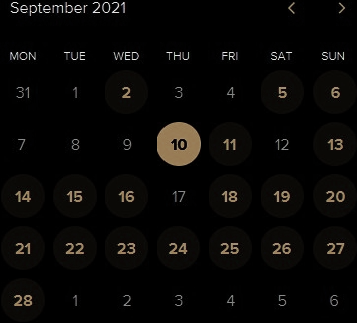 September 2021
MON TUE WED THU FRI SAT SUN
31 1 2 3 4 5 6
7 8 9 10 11 12 13
14 15 16 17 18 19 20
21 22 23 24 25 26 27
28 1 2 3 4 5 6